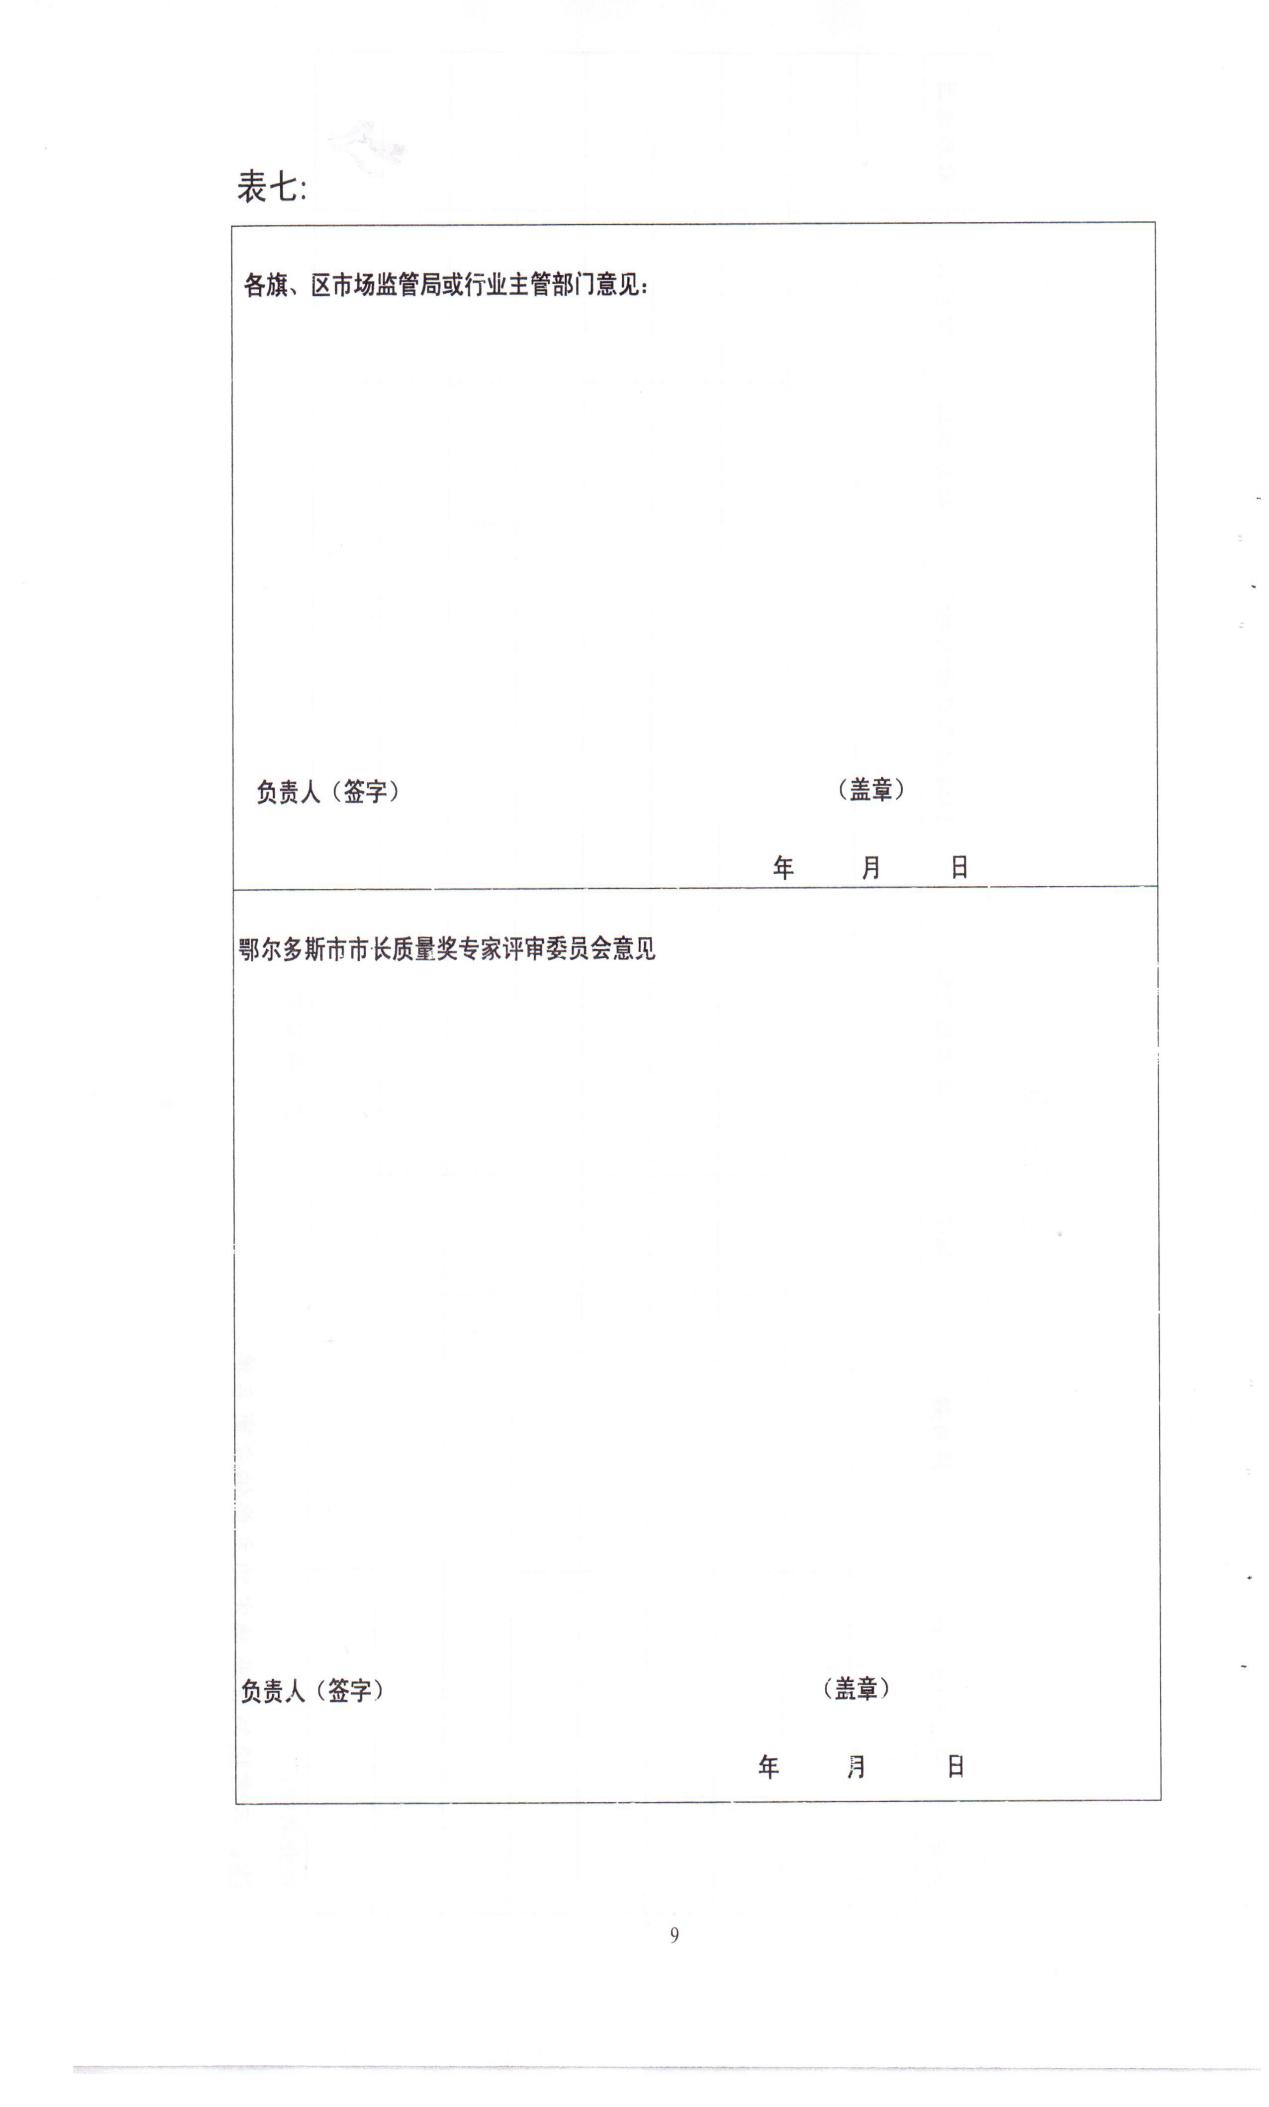 表七:
各旗、区市场监管局或行业主管部门意见:
负责人（签字） （盖章）
年 月 日
鄂尔多斯市市长质量奖专家评审委员会意见
负责人（签字） （盖章）
年 月 日
9